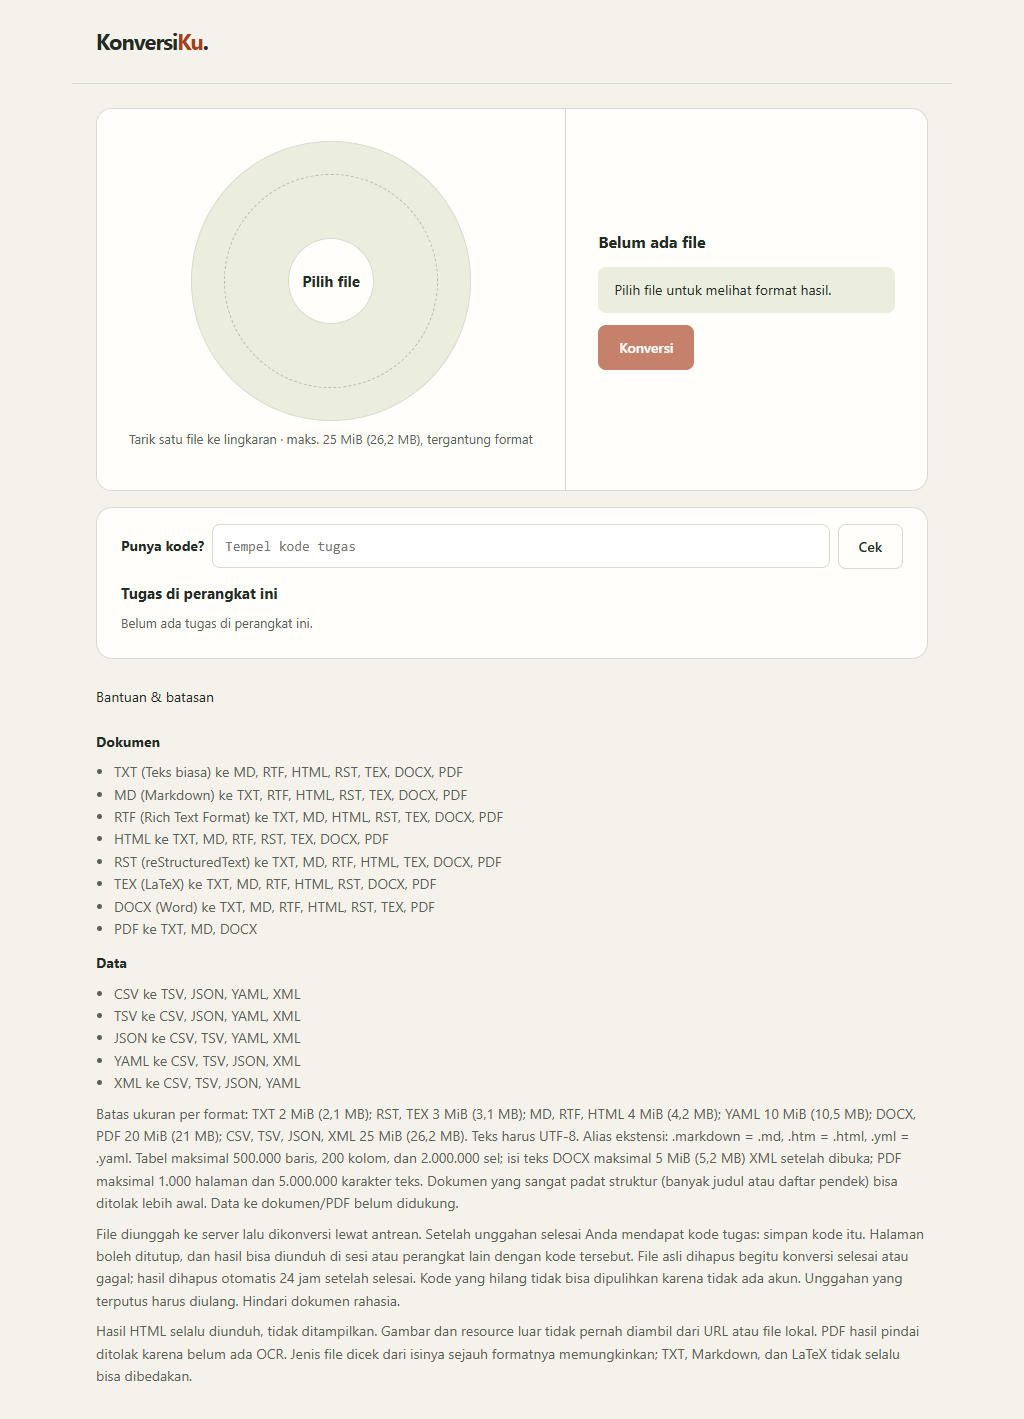 KonversiKu.
Pilih file
Tarik satu file ke lingkaran · maks. 25 MiB (26,2 MB), tergantung format
Belum ada file
Pilih file untuk melihat format hasil.
Konversi
Punya kode?
Tempel kode tugas
Cek
Tugas di perangkat ini
Belum ada tugas di perangkat ini.
Bantuan & batasan
Dokumen
• TXT (Teks biasa) ke MD, RTF, HTML, RST, TEX, DOCX, PDF
• MD (Markdown) ke TXT, RTF, HTML, RST, TEX, DOCX, PDF
• RTF (Rich Text Format) ke TXT, MD, HTML, RST, TEX, DOCX, PDF
• HTML ke TXT, MD, RTF, RST, TEX, DOCX, PDF
• RST (reStructuredText) ke TXT, MD, RTF, HTML, TEX, DOCX, PDF
• TEX (LaTeX) ke TXT, MD, RTF, HTML, RST, DOCX, PDF
• DOCX (Word) ke TXT, MD, RTF, HTML, RST, TEX, PDF
• PDF ke TXT, MD, DOCX
Data
• CSV ke TSV, JSON, YAML, XML
• TSV ke CSV, JSON, YAML, XML
• JSON ke CSV, TSV, YAML, XML
• YAML ke CSV, TSV, JSON, XML
• XML ke CSV, TSV, JSON, YAML
Batas ukuran per format: TXT 2 MiB (2,1 MB); RST, TEX 3 MiB (3,1 MB); MD, RTF, HTML 4 MiB (4,2 MB); YAML 10 MiB (10,5 MB); DOCX,
PDF 20 MiB (21 MB); CSV, TSV, JSON, XML 25 MiB (26,2 MB). Teks harus UTF-8. Alias ekstensi: .markdown = .md, .htm = .html, .yml =
.yaml. Tabel maksimal 500.000 baris, 200 kolom, dan 2.000.000 sel; isi teks DOCX maksimal 5 MiB (5,2 MB) XML setelah dibuka; PDF
maksimal 1.000 halaman dan 5.000.000 karakter teks. Dokumen yang sangat padat struktur (banyak judul atau daftar pendek) bisa
ditolak lebih awal. Data ke dokumen/PDF belum didukung.
File diunggah ke server lalu dikonversi lewat antrean. Setelah unggahan selesai Anda mendapat kode tugas: simpan kode itu. Halaman
boleh ditutup, dan hasil bisa diunduh di sesi atau perangkat lain dengan kode tersebut. File asli dihapus begitu konversi selesai atau
gagal; hasil dihapus otomatis 24 jam setelah selesai. Kode yang hilang tidak bisa dipulihkan karena tidak ada akun. Unggahan yang
terputus harus diulang. Hindari dokumen rahasia.
Hasil HTML selalu diunduh, tidak ditampilkan. Gambar dan resource luar tidak pernah diambil dari URL atau file lokal. PDF hasil pindai
ditolak karena belum ada OCR. Jenis file dicek dari isinya sejauh formatnya memungkinkan; TXT, Markdown, dan LaTeX tidak selalu
bisa dibedakan.